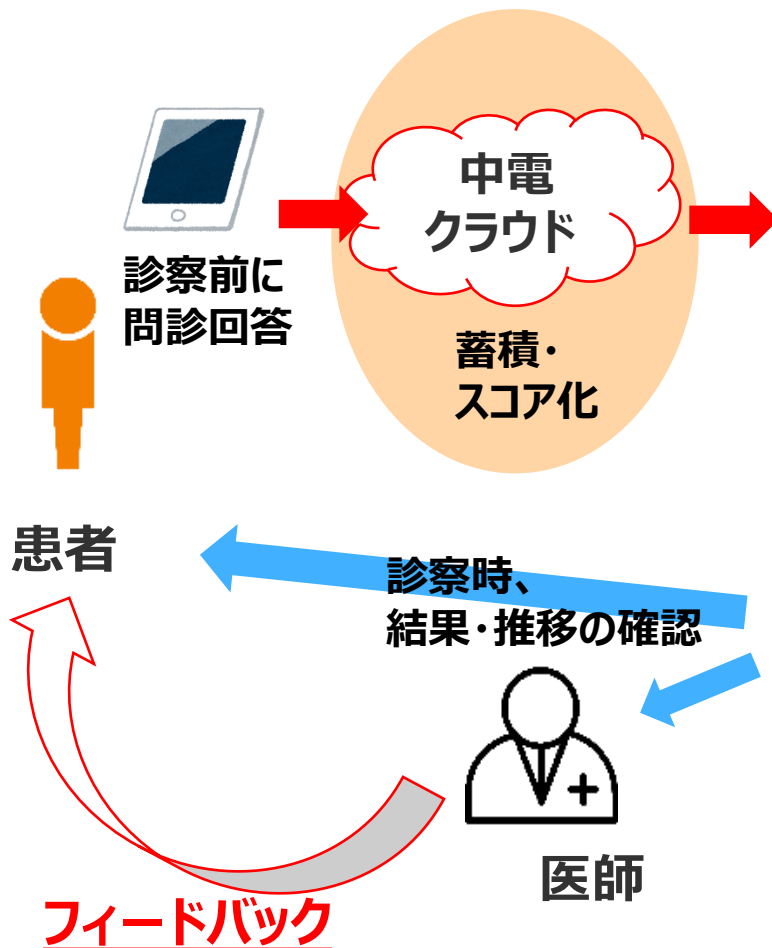 中電
クラウド
診察前に
問診回答
蓄積・
スコア化
患者
診察時、
結果・推移の確認
医師
フィードバック